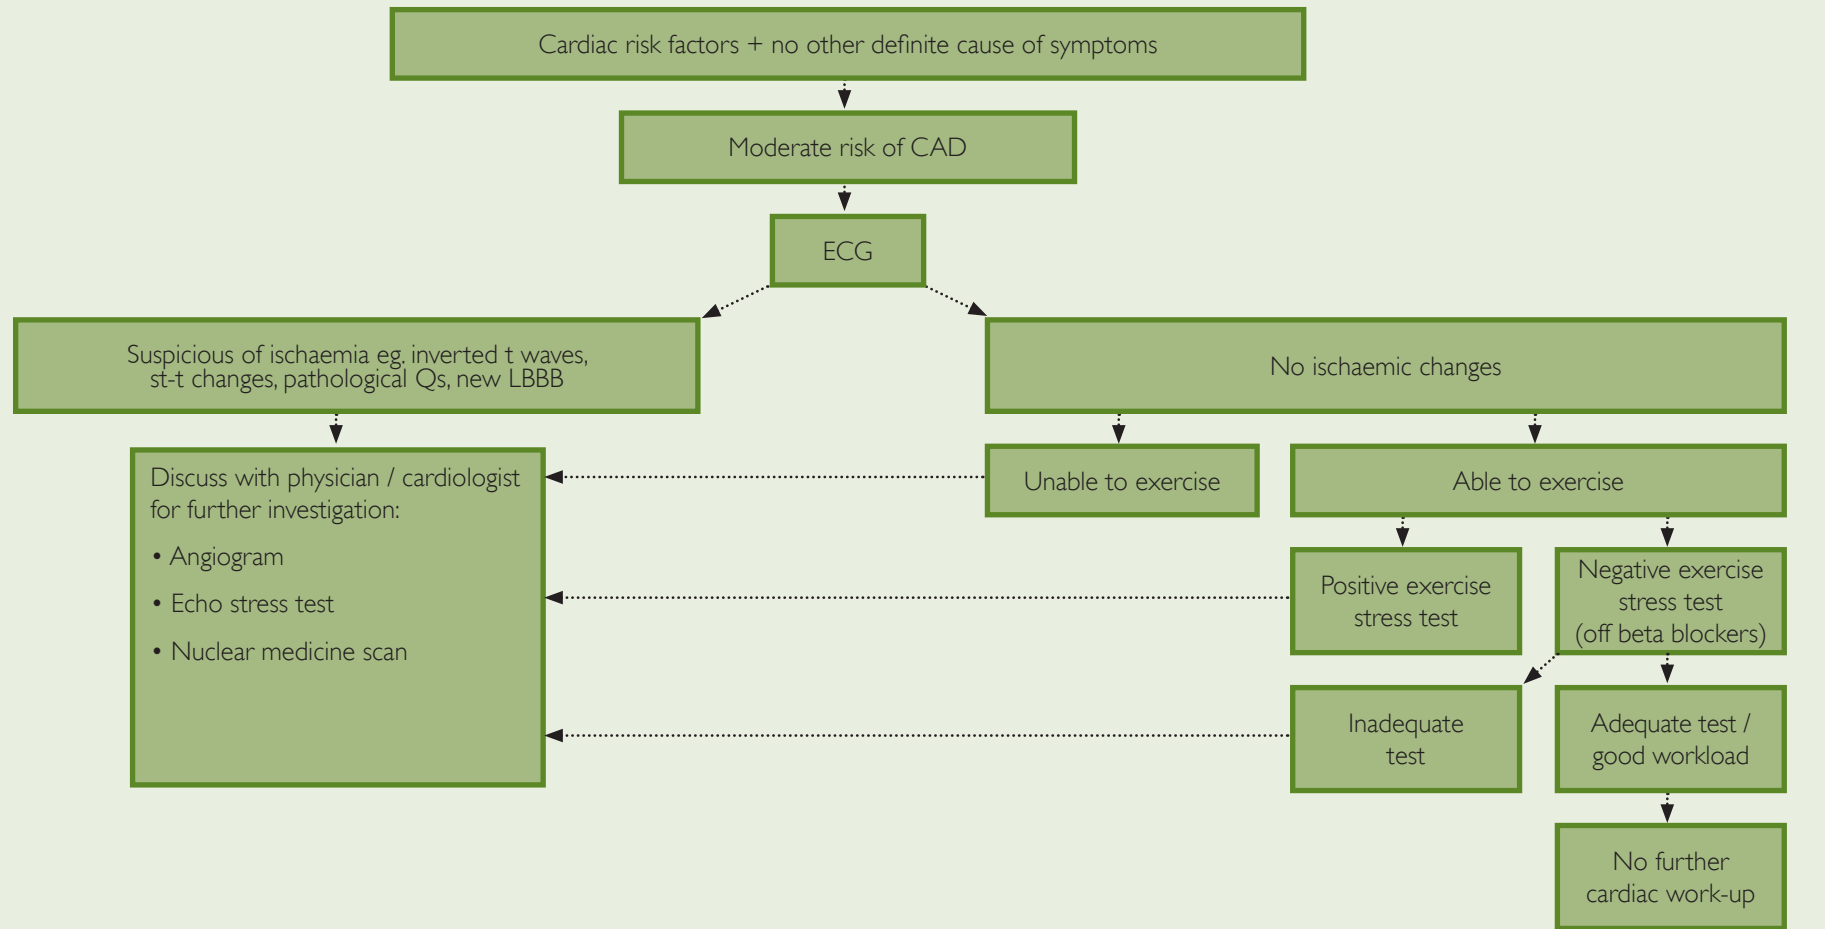 Cardiac risk factors + no other definite cause of symptoms
Moderate risk of CAD
ECG
Suspicious of ischaemia eg. inverted t waves,
st-t changes, pathological Qs, new LBBB
No ischaemic changes
Discuss with physician / cardiologist
for further investigation:
• Angiogram
• Echo stress test
• Nuclear medicine scan
Unable to exercise
Able to exercise
Positive exercise
stress test
Negative exercise
stress test
(off beta blockers)
Inadequate
test
Adequate test /
good workload
No further
cardiac work-up